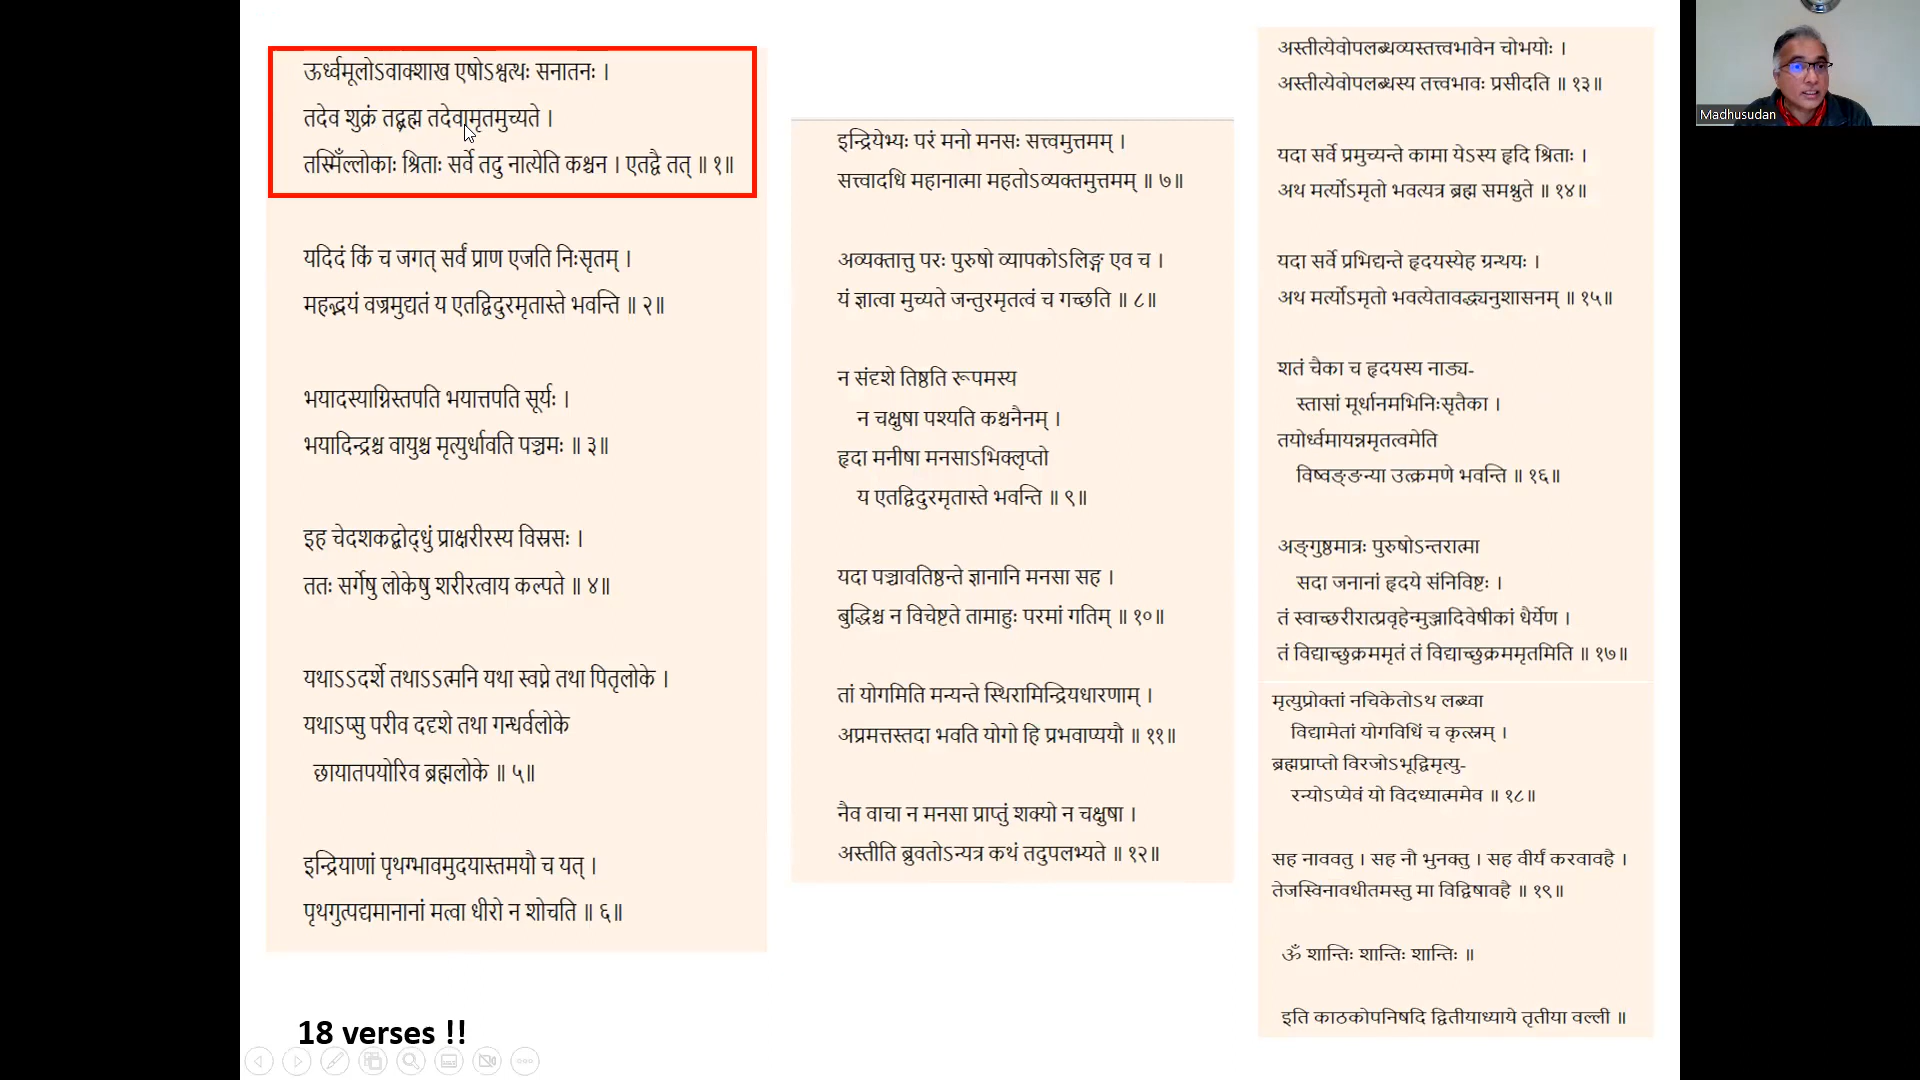 ऊर्ध्वमूलोऽवाक्शाख एषोऽश्वत्थः सनातनः ।
तदेव शुक्रं तद्ब्रह्म तदेवामृतमुच्यते ।
तस्मिँल्लोकाः श्रिताः सर्वे तदु नात्येति कश्चन । एतद्वै तत् ॥ १॥
यदिदं किं च जगत् सर्वं प्राण एजति निःसृतम् ।
महद्भयं वज्रमुद्यतं य एतद्विदुरमृतास्ते भवन्ति ॥ २॥
भयादस्याग्निस्तपति भयात्तपति सूर्यः ।
भयादिन्द्रश्च वायुश्च मृत्युर्धावति पञ्चमः ॥ ३॥
इह चेदशकद्बोद्धुं प्राक्षरीरस्य विस्रसः ।
ततः सर्गेषु लोकेषु शरीरत्वाय कल्पते ॥ ४॥
यथाऽऽदर्शे तथाऽऽत्मनि यथा स्वप्ने तथा पितृलोके ।
यथाऽप्सु परीव ददृशे तथा गन्धर्वलोके
छायातपयोरिव ब्रह्मलोके ॥ ५॥
इन्द्रियाणां पृथग्भावमुदयास्तमयौ च यत् ।
पृथगुत्पद्यमानानां मत्वा धीरो न शोचति ॥ ६॥
18 verses !!
इन्द्रियेभ्यः परं मनो मनसः सत्त्वमुत्तमम् ।
सत्त्वादधि महानात्मा महतोऽव्यक्तमुत्तमम् ॥ ७॥
अव्यक्तात्तु परः पुरुषो व्यापकोऽलिङ्ग एव च ।
यं ज्ञात्वा मुच्यते जन्तुरमृतत्वं च गच्छति ॥ ८॥
न संदृशे तिष्ठति रूपमस्य
न चक्षुषा पश्यति कश्चनैनम् ।
हृदा मनीषा मनसाऽभिक्लृप्तो
य एतद्विदुरमृतास्ते भवन्ति ॥ ९॥
यदा पञ्चावतिष्ठन्ते ज्ञानानि मनसा सह ।
बुद्धिश्च न विचेष्टते तामाहुः परमां गतिम् ॥ १०॥
तां योगमिति मन्यन्ते स्थिरामिन्द्रियधारणाम् ।
अप्रमत्तस्तदा भवति योगो हि प्रभवाप्ययौ ॥ ११॥
नैव वाचा न मनसा प्राप्तुं शक्यो न चक्षुषा ।
अस्तीति ब्रुवतोऽन्यत्र कथं तदुपलभ्यते ॥ १२॥
अस्तीत्येवोपलब्धव्यस्तत्त्वभावेन चोभयोः ।
अस्तीत्येवोपलब्धस्य तत्त्वभावः प्रसीदति ॥ १३॥
यदा सर्वे प्रमुच्यन्ते कामा येऽस्य हृदि श्रिताः ।
अथ मर्त्योऽमृतो भवत्यत्र ब्रह्म समश्नुते ॥ १४॥
यदा सर्वे प्रभिद्यन्ते हृदयस्येह ग्रन्थयः ।
अथ मर्त्योऽमृतो भवत्येतावद्ध्यनुशासनम् ॥ १५॥
शतं चैका च हृदयस्य नाड्य-
स्तासां मूर्धानमभिनिःसृतैका ।
तयोर्ध्वमायन्नमृतत्वमेति
विष्वङ्ङन्या उत्क्रमणे भवन्ति ॥ १६॥
अङ्गुष्ठमात्रः पुरुषोऽन्तरात्मा
सदा जनानां हृदये संनिविष्टः ।
तं स्वाच्छरीरात्प्रवृहेन्मुञ्जादिवेषीकां धैर्येण ।
तं विद्याच्छुक्रममृतं तं विद्याच्छुक्रममृतमिति ॥ १७॥
मृत्युप्रोक्तां नचिकेतोऽथ लब्ध्वा
विद्यामेतां योगविधिं च कृत्स्नम् ।
ब्रह्मप्राप्तो विरजोऽभूद्विमृत्यु-
रन्योऽप्येवं यो विदध्यात्ममेव ॥ १८॥
सह नाववतु । सह नौ भुनक्तु । सह वीर्यं करवावहै ।
तेजस्विनावधीतमस्तु मा विद्विषावहै ॥ १९॥
ॐ शान्तिः शान्तिः शान्तिः ॥
इति काठकोपनिषदि द्वितीयाध्याये तृतीया वल्ली ॥
Madhusudan